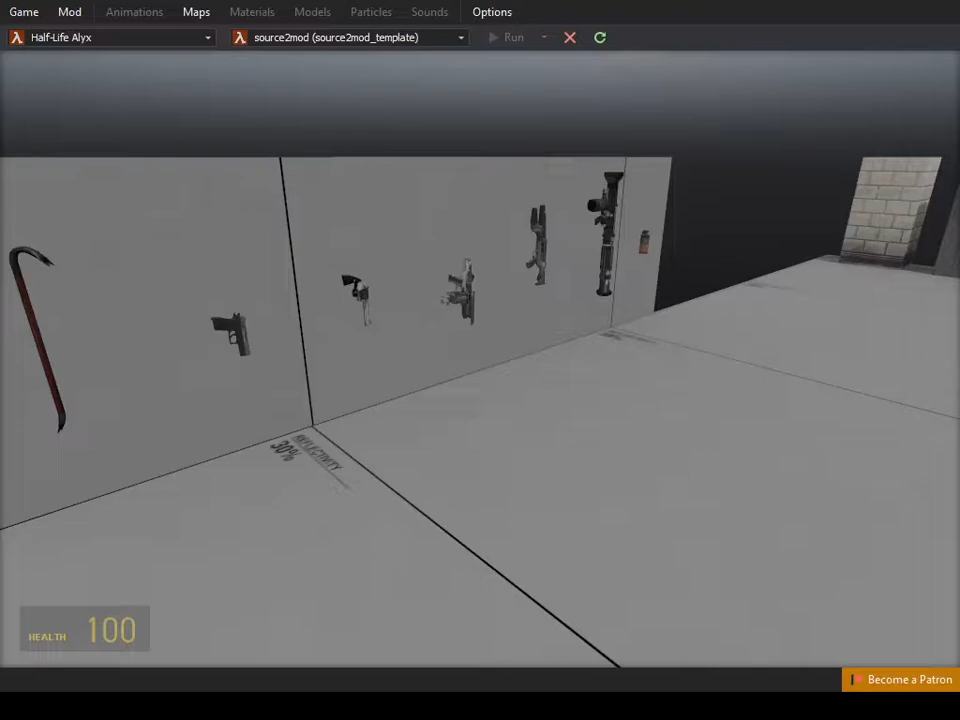 Game Mod Animations Maps Materials Models Particles Sounds Options
Half-Life Alyx source2mod (source2mod_template) Run
REFLECTIVITY
30%
HEALTH 100
Become a Patron